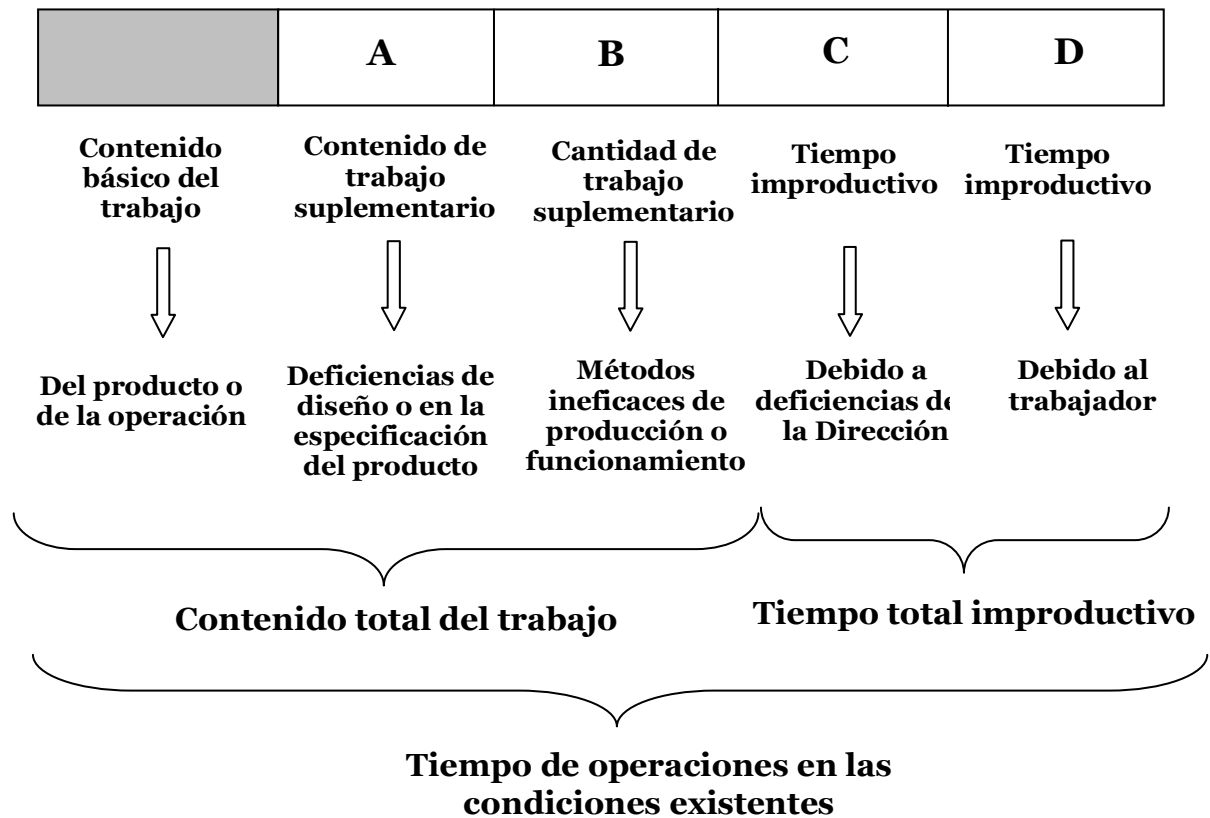 A
B
C
D
Contenido
básico del
trabajo
Contenido de
trabajo
suplementario
Cantidad de
trabajo
suplementario
Tiempo
improductivo
Tiempo
improductivo
Del producto o
de la operación
Deficiencias de
diseño o en la
especificación
del producto
Métodos
ineficaces de
producción o
funcionamiento
Debido a
deficiencias de
la Dirección
Debido al
trabajador
Contenido total del trabajo
Tiempo total improductivo
Tiempo de operaciones en las
condiciones existentes